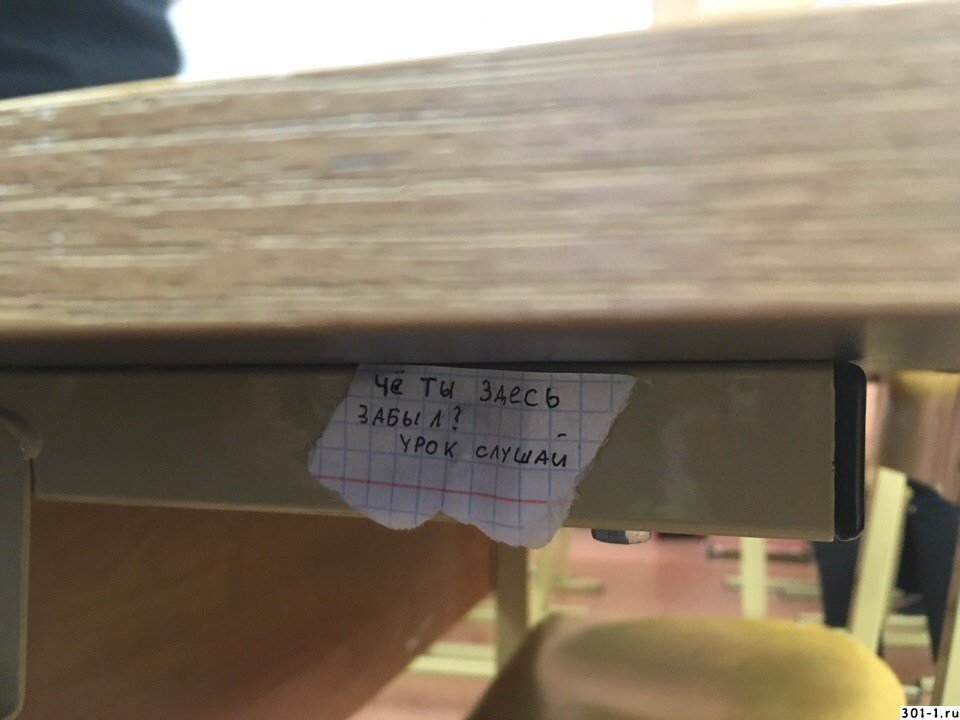 Чё ты здесь
забыл?
урок слушай
301-1.ru